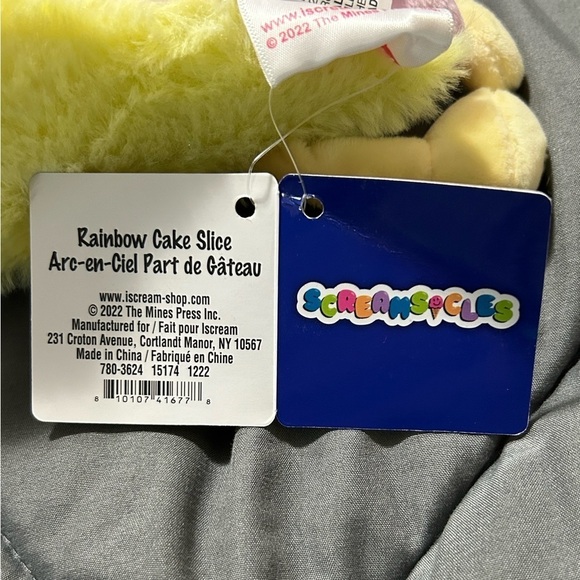 www.iscream
© 2022 The Mines
Rainbow Cake Slice
Arc-en-Ciel Part de Gâteau
www.iscream-shop.com
© 2022 The Mines Press Inc.
Manufactured for / Fait pour Iscream
231 Croton Avenue, Cortlandt Manor, NY 10567
Made in China / Fabriqué en Chine
780-3624 15174 1222
8 10107 41677 8
SCREAMSICLES